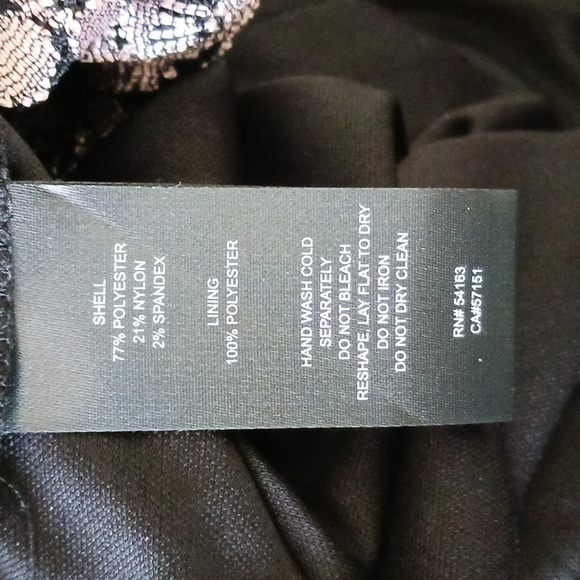 SHELL
77% POLYESTER
21% NYLON
2% SPANDEX
LINING
100% POLYESTER
HAND WASH COLD
SEPARATELY
DO NOT BLEACH
RESHAPE, LAY FLAT TO DRY
DO NOT IRON
DO NOT DRY CLEAN
RN# 54163
CA#57151